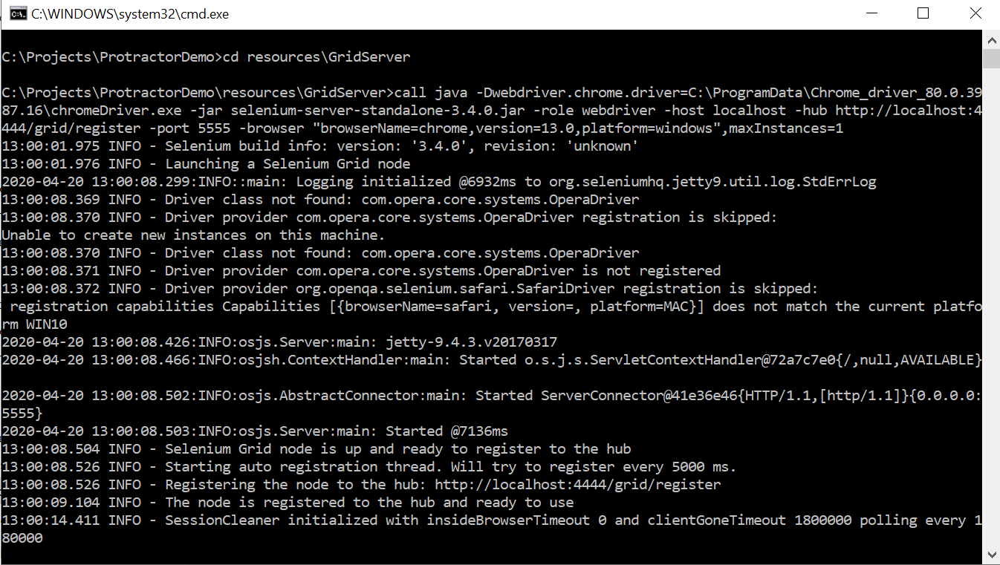 C:\WINDOWS\system32\cmd.exe
C:\Projects\ProtractorDemo>cd resources\GridServer
C:\Projects\ProtractorDemo\resources\GridServer>call java -Dwebdriver.chrome.driver=C:\ProgramData\Chrome_driver_80.0.39
87.16\chromeDriver.exe -jar selenium-server-standalone-3.4.0.jar -role webdriver -host localhost -hub http://localhost:4
444/grid/register -port 5555 -browser "browserName=chrome,version=13.0,platform=windows",maxInstances=1
13:00:01.975 INFO - Selenium build info: version: '3.4.0', revision: 'unknown'
13:00:01.976 INFO - Launching a Selenium Grid node
2020-04-20 13:00:08.299:INFO::main: Logging initialized @6932ms to org.seleniumhq.jetty9.util.log.StdErrLog
13:00:08.369 INFO - Driver class not found: com.opera.core.systems.OperaDriver
13:00:08.370 INFO - Driver provider com.opera.core.systems.OperaDriver registration is skipped:
Unable to create new instances on this machine.
13:00:08.370 INFO - Driver class not found: com.opera.core.systems.OperaDriver
13:00:08.371 INFO - Driver provider com.opera.core.systems.OperaDriver is not registered
13:00:08.372 INFO - Driver provider org.openqa.selenium.safari.SafariDriver registration is skipped:
 registration capabilities Capabilities [{browserName=safari, version=, platform=MAC}] does not match the current platfo
rm WIN10
2020-04-20 13:00:08.426:INFO:osjs.Server:main: jetty-9.4.3.v20170317
2020-04-20 13:00:08.466:INFO:osjsh.ContextHandler:main: Started o.s.j.s.ServletContextHandler@72a7c7e0{/,null,AVAILABLE}
2020-04-20 13:00:08.502:INFO:osjs.AbstractConnector:main: Started ServerConnector@41e36e46{HTTP/1.1,[http/1.1]}{0.0.0.0:
5555}
2020-04-20 13:00:08.503:INFO:osjs.Server:main: Started @7136ms
13:00:08.504 INFO - Selenium Grid node is up and ready to register to the hub
13:00:08.526 INFO - Starting auto registration thread. Will try to register every 5000 ms.
13:00:08.526 INFO - Registering the node to the hub: http://localhost:4444/grid/register
13:00:09.104 INFO - The node is registered to the hub and ready to use
13:00:14.411 INFO - SessionCleaner initialized with insideBrowserTimeout 0 and clientGoneTimeout 1800000 polling every 1
80000